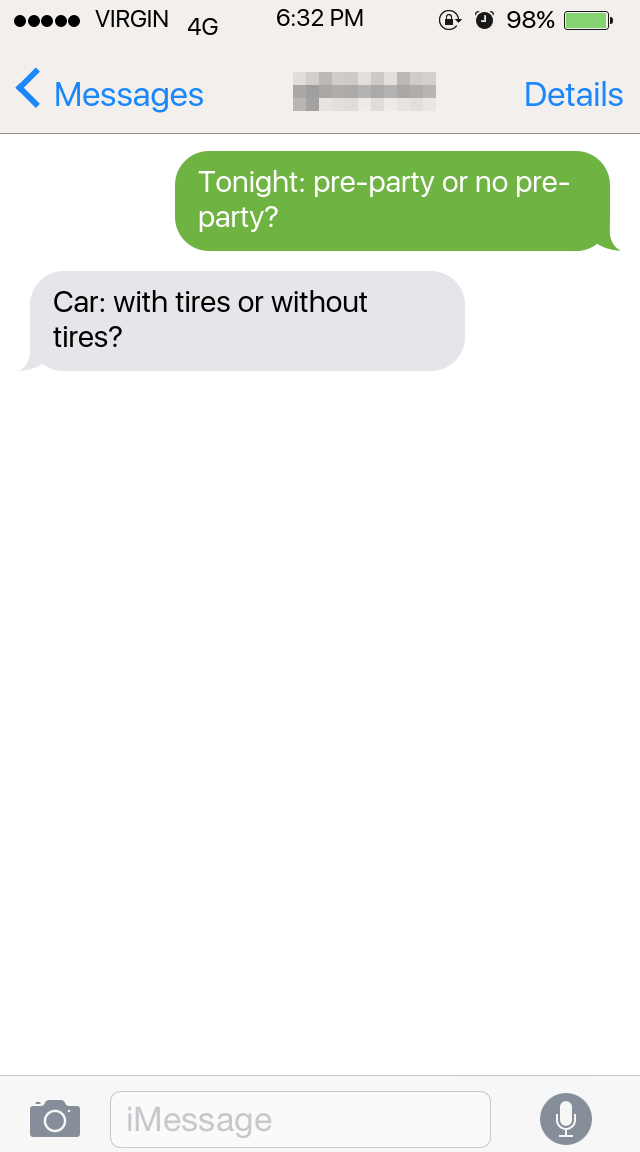 VIRGIN 4G 6:32 PM 98%
Messages Details
Tonight: pre-party or no pre-
party?
Car: with tires or without
tires?
iMessage